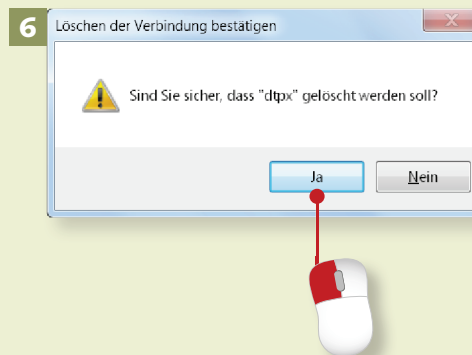 6
Löschen der Verbindung bestätigen
Sind Sie sicher, dass "dtpx" gelöscht werden soll?
Ja
Nein